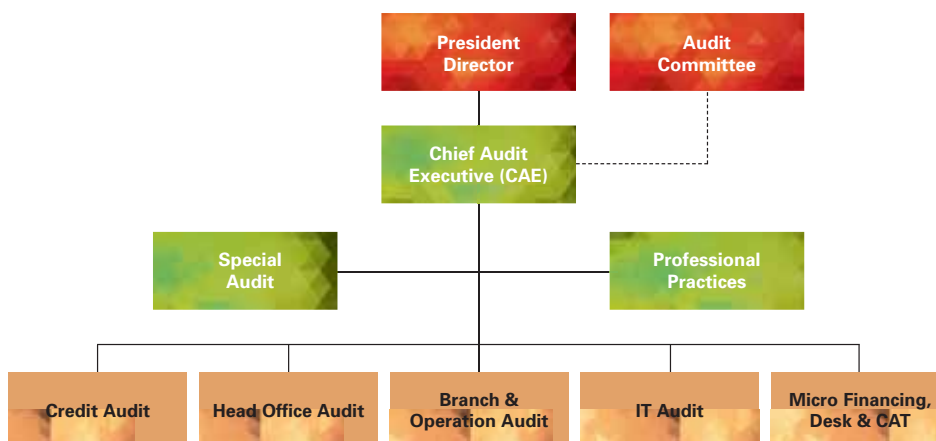 President
Director
Audit
Committee
Chief Audit
Executive (CAE)
Special
Audit
Professional
Practices
Credit Audit
Head Office Audit
Branch &
Operation Audit
IT Audit
Micro Financing,
Desk & CAT